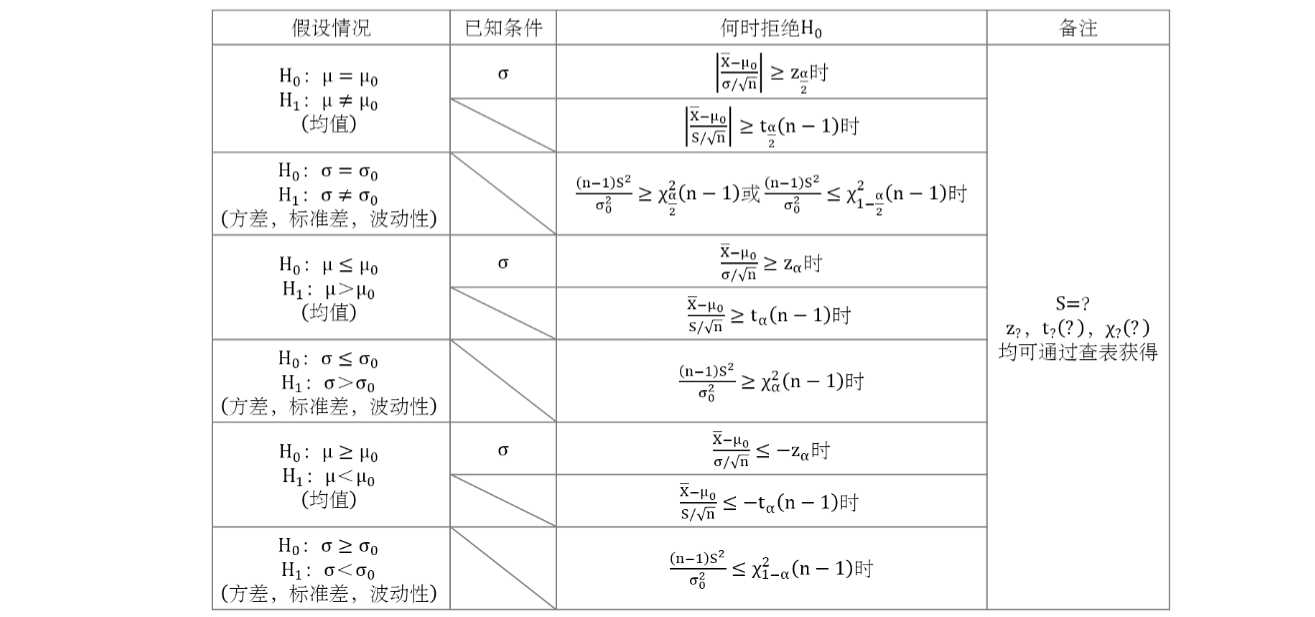 假设情况 已知条件 何时拒绝H₀ 备注
H₀：μ = μ₀
H₁：μ ≠ μ₀
(均值)
σ
|(X̅−μ₀)/(σ/√n)| ≥ z_(α/2)时
|(X̅−μ₀)/(S/√n)| ≥ t_(α/2)(n − 1)时
H₀：σ = σ₀
H₁：σ ≠ σ₀
(方差，标准差，波动性)
(n−1)S²/σ₀² ≥ χ²_(α/2)(n − 1)或(n−1)S²/σ₀² ≤ χ²_(1−α/2)(n − 1)时
H₀：μ ≤ μ₀
H₁：μ＞μ₀
(均值)
σ
(X̅−μ₀)/(σ/√n) ≥ z_α时
(X̅−μ₀)/(S/√n) ≥ t_α(n − 1)时
H₀：σ ≤ σ₀
H₁：σ＞σ₀
(方差，标准差，波动性)
(n−1)S²/σ₀² ≥ χ²_α(n − 1)时
H₀：μ ≥ μ₀
H₁：μ＜μ₀
(均值)
σ
(X̅−μ₀)/(σ/√n) ≤ −z_α时
(X̅−μ₀)/(S/√n) ≤ −t_α(n − 1)时
H₀：σ ≥ σ₀
H₁：σ＜σ₀
(方差，标准差，波动性)
(n−1)S²/σ₀² ≤ χ²_(1−α)(n − 1)时
S=?
z_?，t_?(?)，χ_?(?)
均可通过查表获得